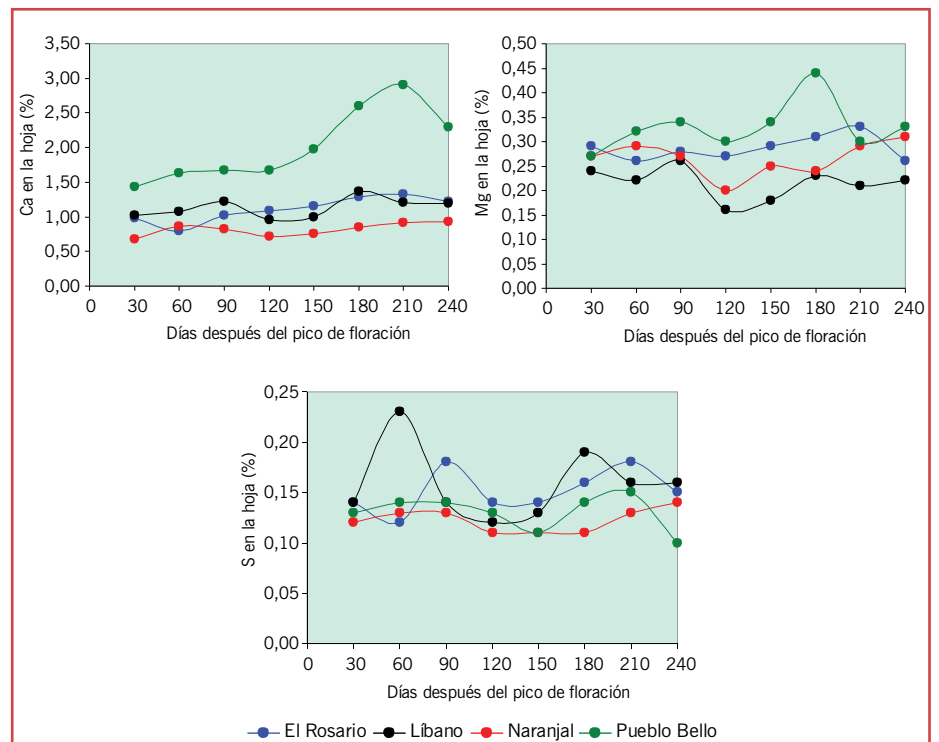 Ca en la hoja (%)
3,50
3,00
2,50
2,00
1,50
1,00
0,50
0,00
0 30 60 90 120 150 180 210 240
Días después del pico de floración
Mg en la hoja (%)
0,50
0,45
0,40
0,35
0,30
0,25
0,20
0,15
0,10
0,05
0,00
0 30 60 90 120 150 180 210 240
Días después del pico de floración
S en la hoja (%)
0,25
0,20
0,15
0,10
0,05
0,00
0 30 60 90 120 150 180 210 240
Días después del pico de floración
El Rosario Líbano Naranjal Pueblo Bello